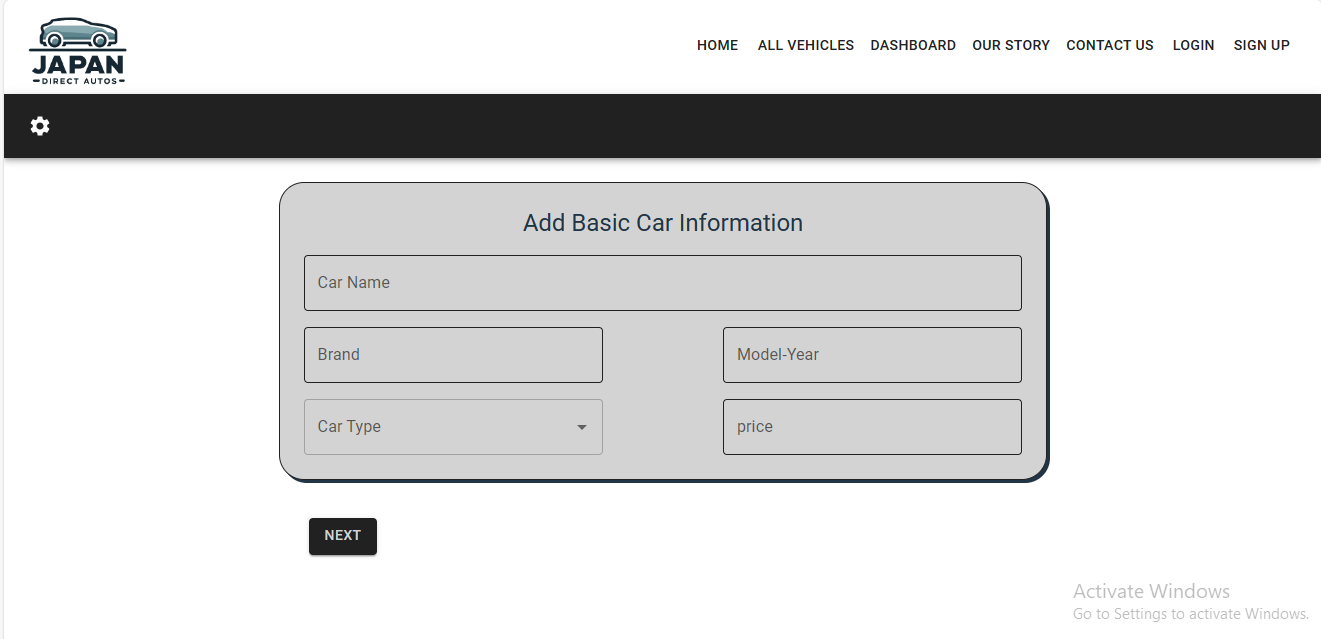 JAPAN
DIRECT AUTOS
HOME ALL VEHICLES DASHBOARD OUR STORY CONTACT US LOGIN SIGN UP
Add Basic Car Information
Car Name
Brand Model-Year
Car Type price
NEXT
Activate Windows
Go to Settings to activate Windows.